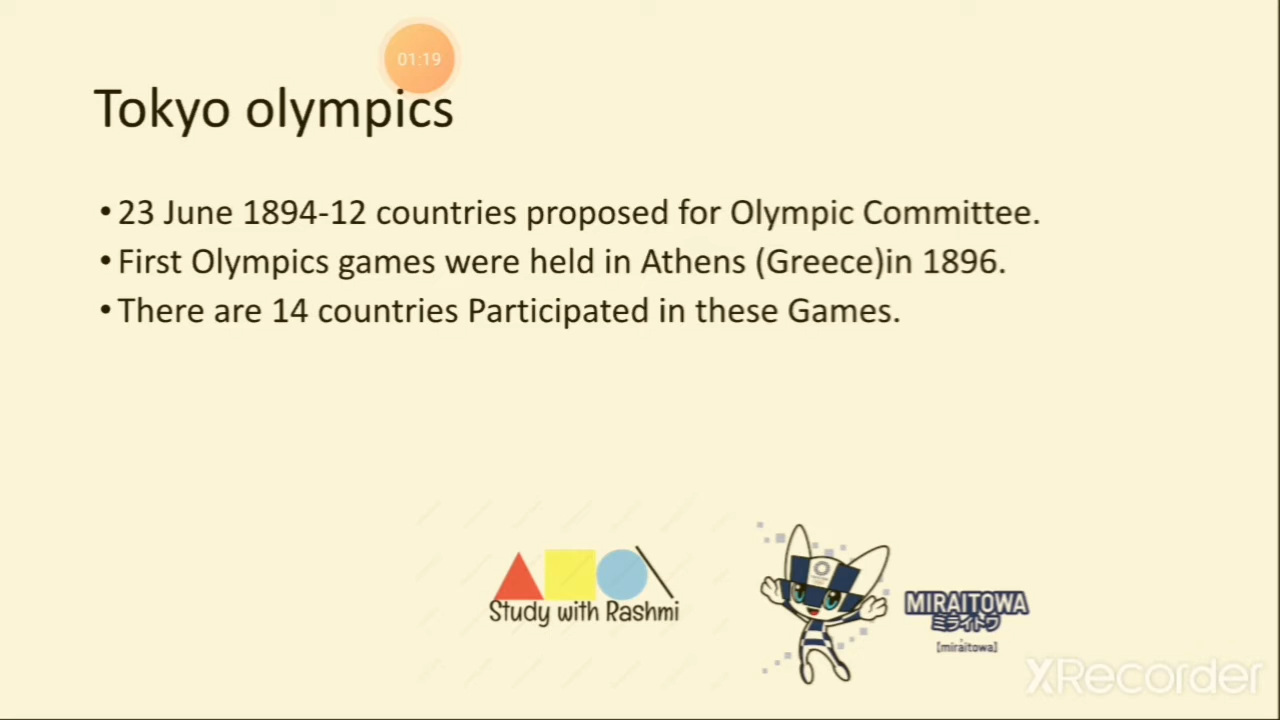 01:19
Tokyo olympics
• 23 June 1894-12 countries proposed for Olympic Committee.
• First Olympics games were held in Athens (Greece)in 1896.
• There are 14 countries Participated in these Games.
Study with Rashmi
MIRAITOWA
ミライトワ
[miraitowa]
XRecorder